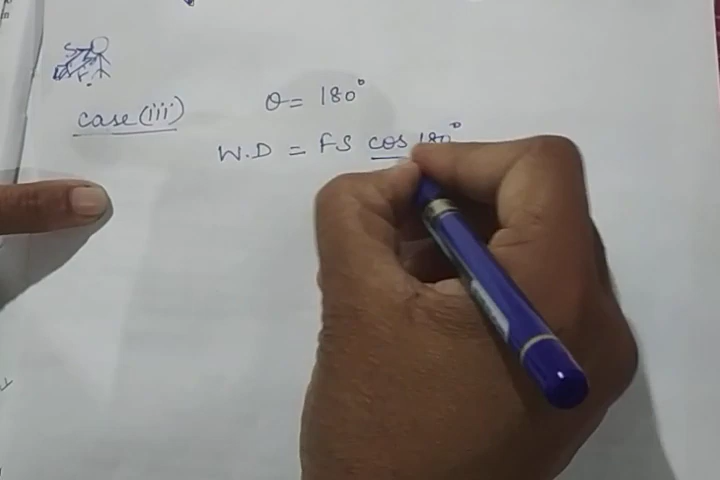 S
F
case (iii) θ = 180°
W.D = FS cos 180°